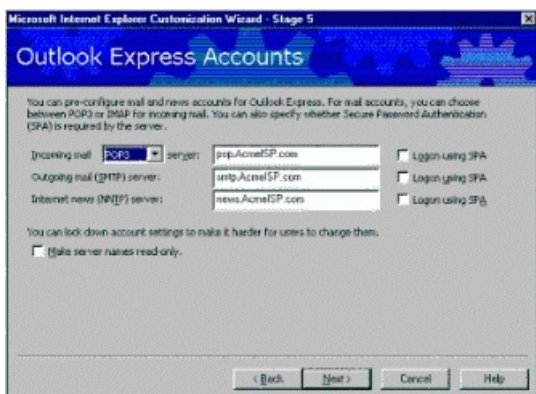 Microsoft Internet Explorer Customization Wizard - Stage 5
Outlook Express Accounts
You can pre-configure mail and news accounts for Outlook Express. For mail accounts, you can choose
between POP3 or IMAP for incoming mail. You can also specify whether Secure Password Authentication
(SPA) is required by the server.
Incoming mail POP3 server: pop.AcmeISP.com Logon using SPA
Outgoing mail (SMTP) server: smtp.AcmeISP.com Logon using SPA
Internet news (NNTP) server: news.AcmeISP.com Logon using SPA
You can lock down account settings to make it harder for users to change them.
Make server names read-only.
< Back Next > Cancel Help